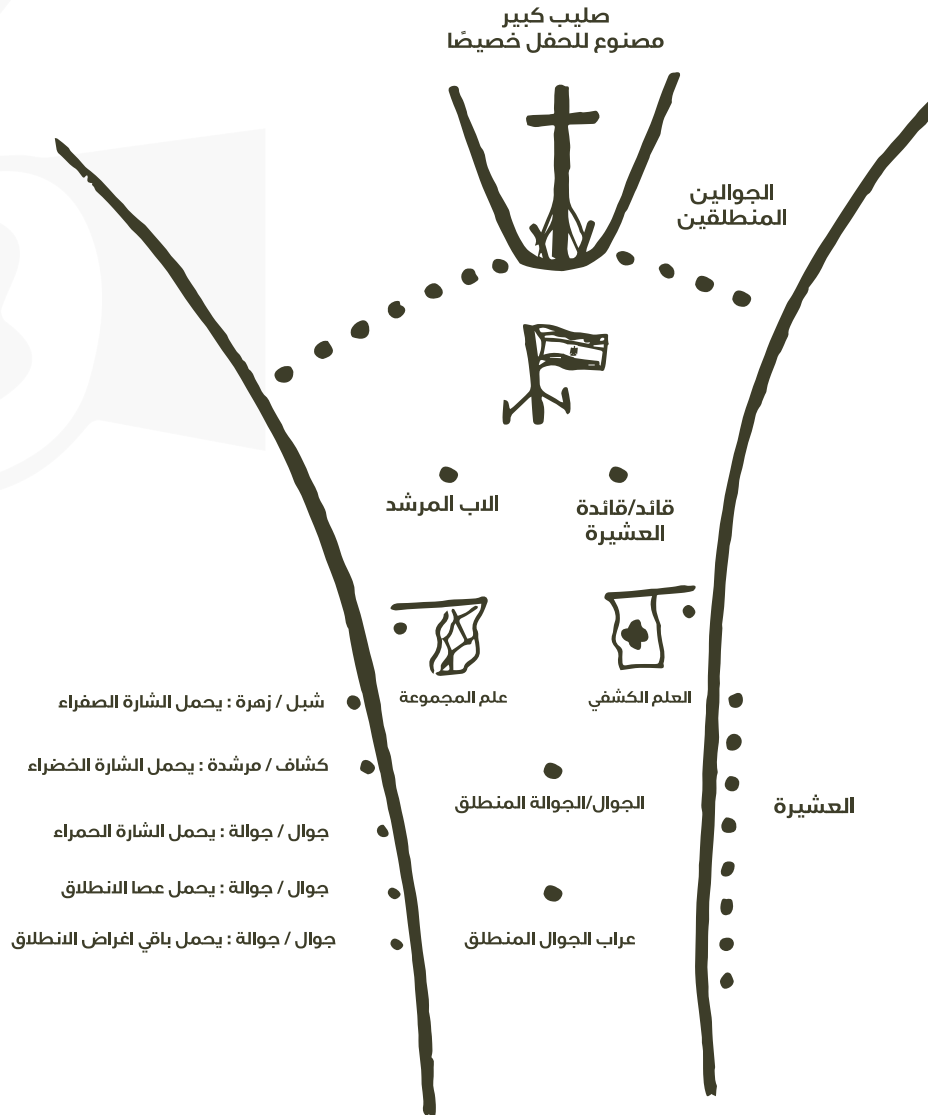 صليب كبير
مصنوع للحفل خصيصًا
الجوالين
المنطلقين
قائد/قائدة
العشيرة
الاب المرشد
العلم الكشفي
علم المجموعة
شبل / زهرة : يحمل الشارة الصفراء
كشاف / مرشدة : يحمل الشارة الخضراء
الجوال/الجوالة المنطلق
العشيرة
جوال / جوالة : يحمل الشارة الحمراء
جوال / جوالة : يحمل عصا الانطلاق
عراب الجوال المنطلق
جوال / جوالة : يحمل باقي اغراض الانطلاق